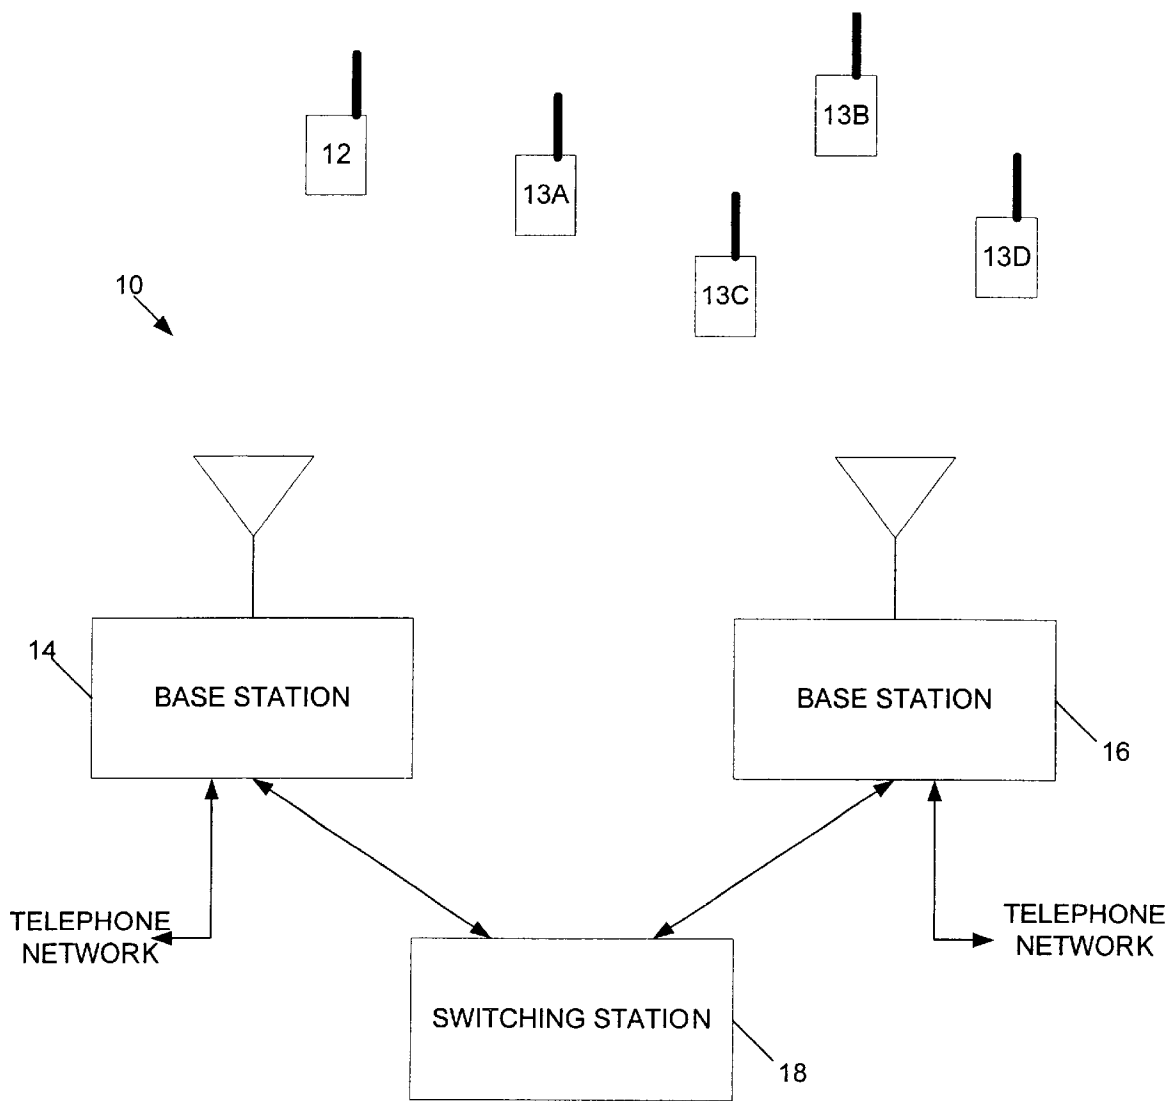 13B
12
13A
13D
13C
10
14
BASE STATION
BASE STATION
16
TELEPHONE
NETWORK
TELEPHONE
NETWORK
SWITCHING STATION
18